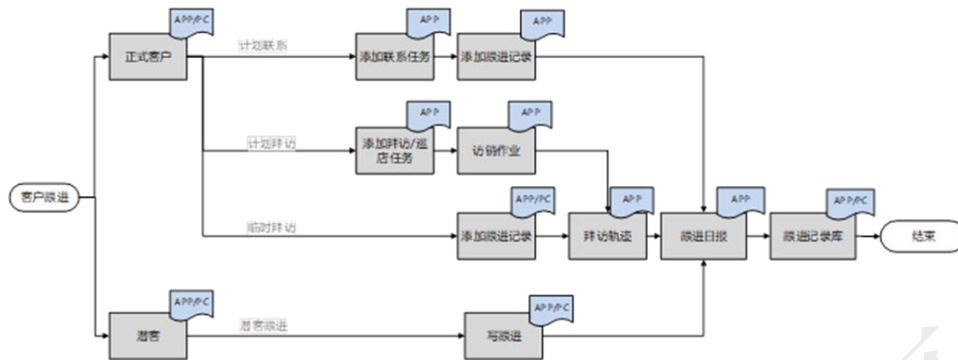 APP/PC
APP
APP
正式客户
计划联系
添加联系任务
添加跟进记录
APP
APP
计划拜访
添加拜访/巡
店任务
访销作业
客户跟进
APP/PC
APP
APP
APP/PC
临时拜访
添加跟进记录
拜访轨迹
跟进日报
跟进记录库
结束
APP/PC
APP/PC
潜客
潜客跟进
写跟进